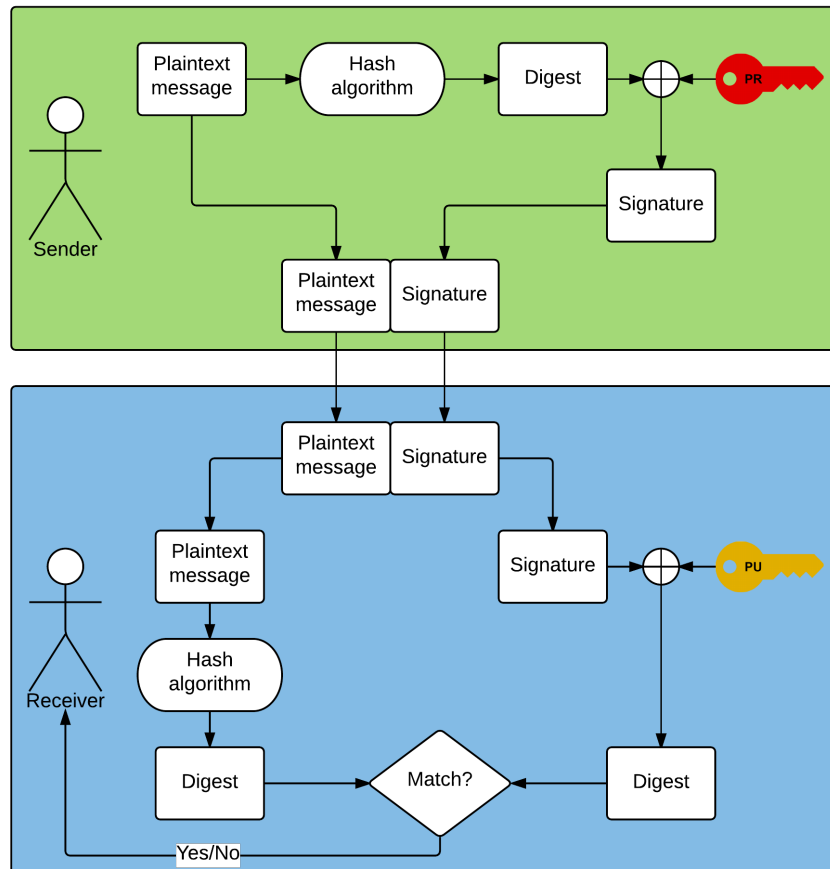 Plaintext
message
Hash
algorithm
Digest
PR
Signature
Sender
Plaintext
message
Signature
Plaintext
message
Signature
Plaintext
message
Signature
PU
Hash
algorithm
Receiver
Digest
Match?
Digest
Yes/No